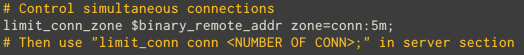 # Control simultaneous connections
limit_conn_zone $binary_remote_addr zone=conn:5m;
# Then use "limit_conn conn <NUMBER OF CONN>;" in server section